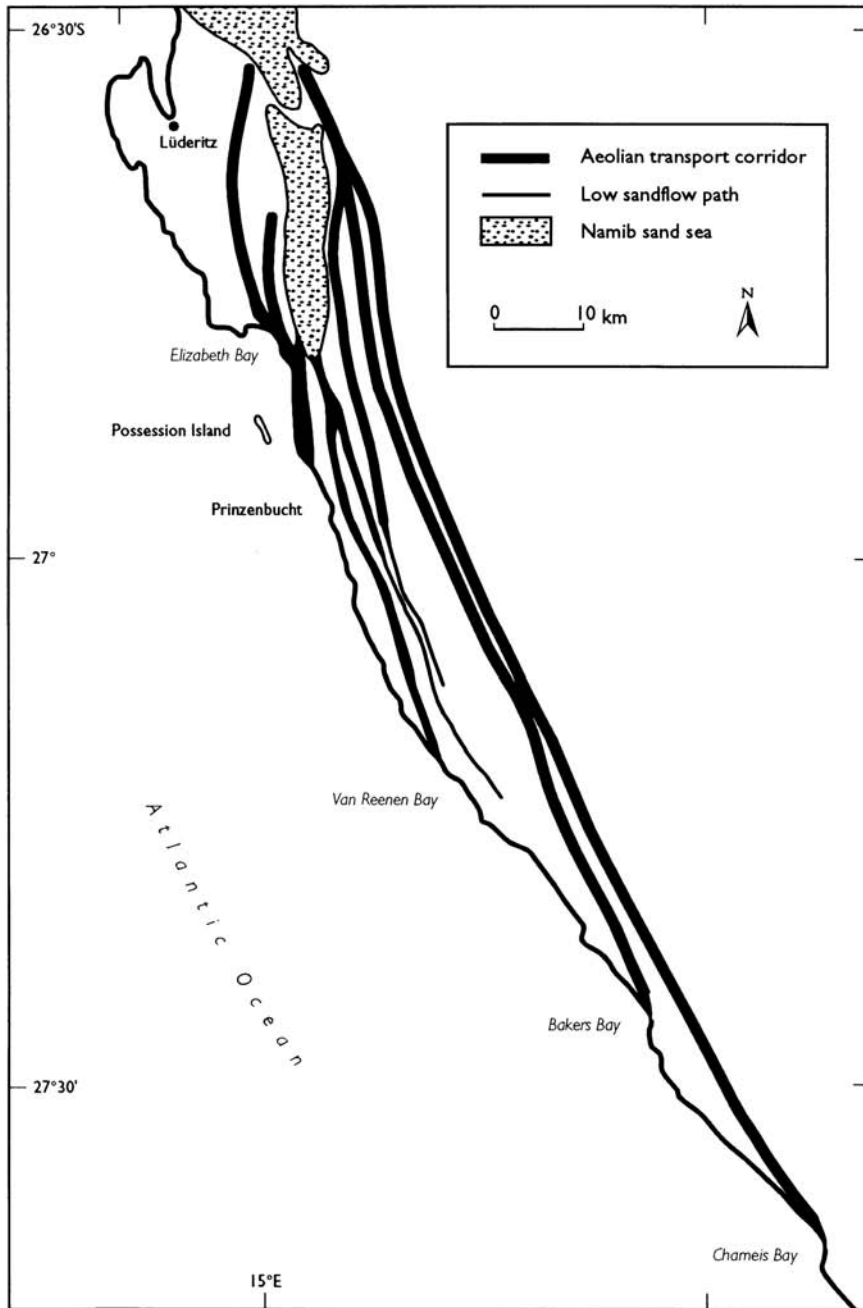 26°30'S
Lüderitz
Aeolian transport corridor
Low sandflow path
Namib sand sea
0 10 km
N
Elizabeth Bay
Possession Island
Prinzenbucht
27°
Van Reenen Bay
Atlantic Ocean
Bakers Bay
27°30'
Chameis Bay
15°E